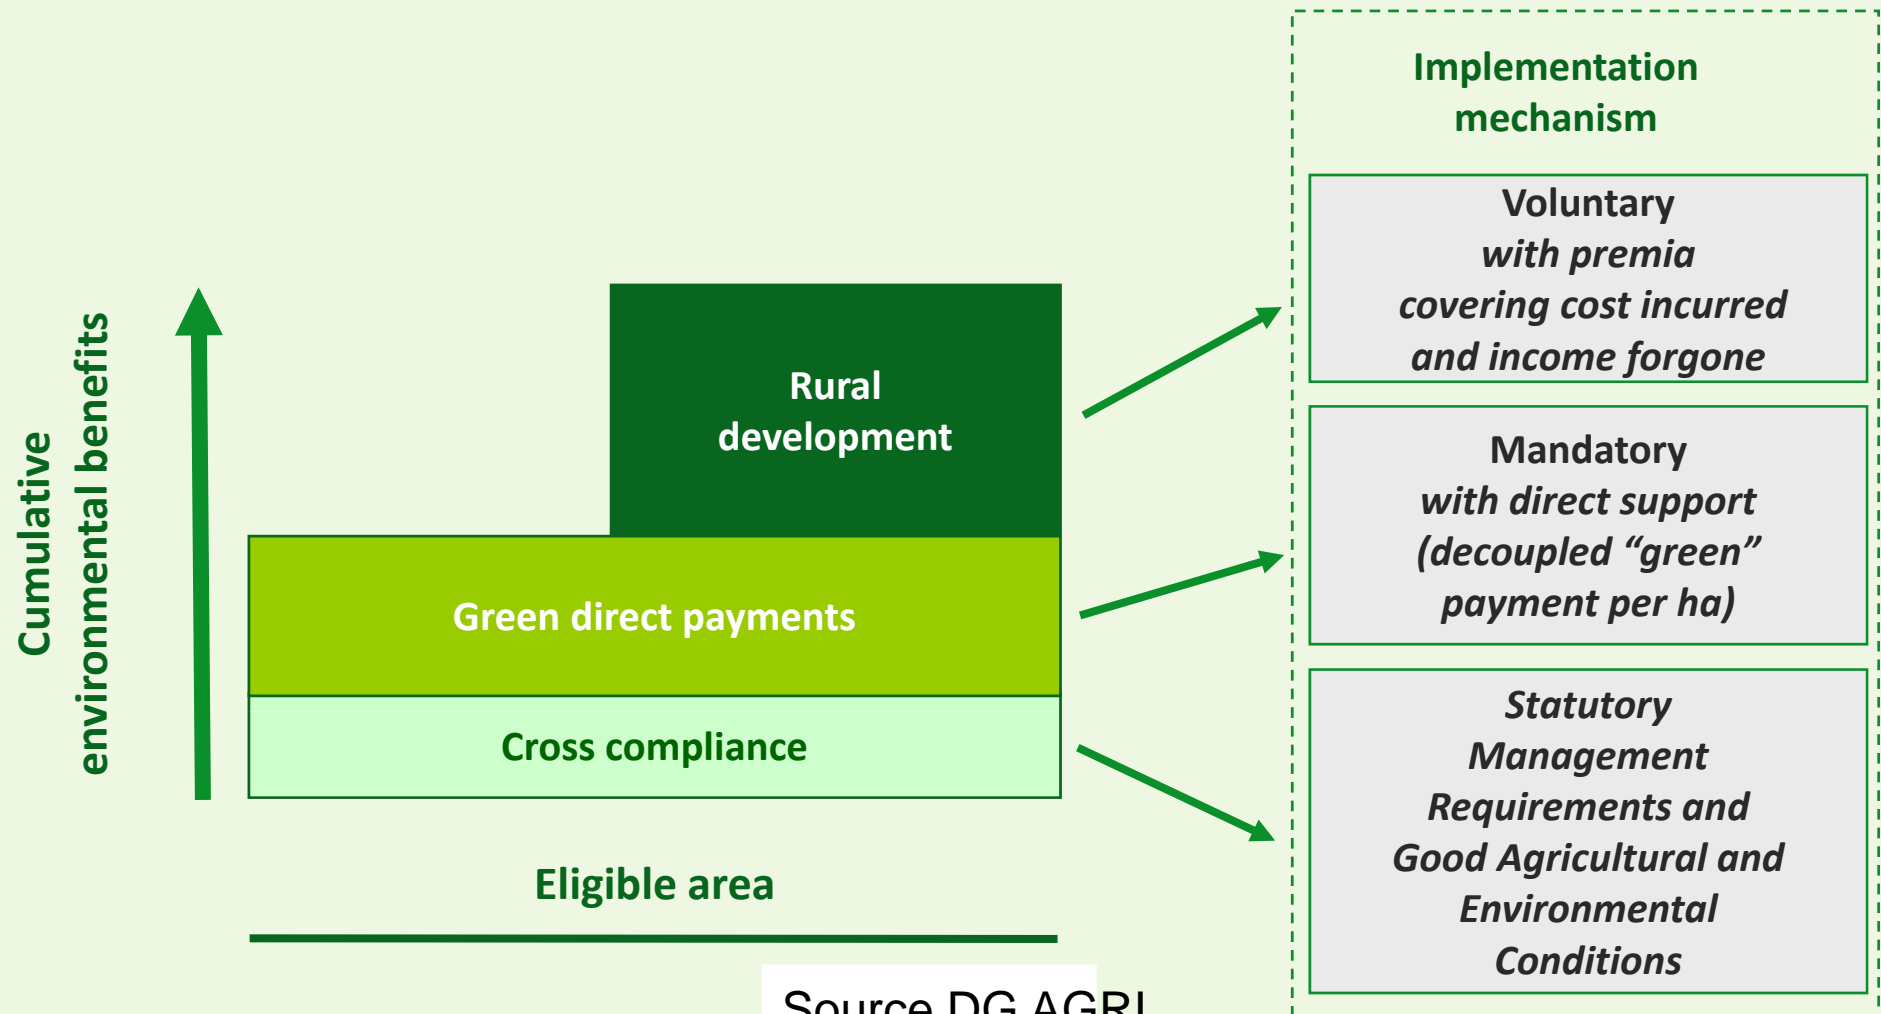 Cumulative
environmental benefits
Rural
development
Green direct payments
Cross compliance
Eligible area
Source DG AGRI
Implementation
mechanism
Voluntary
with premia
covering cost incurred
and income forgone
Mandatory
with direct support
(decoupled “green”
payment per ha)
Statutory
Management
Requirements and
Good Agricultural and
Environmental
Conditions